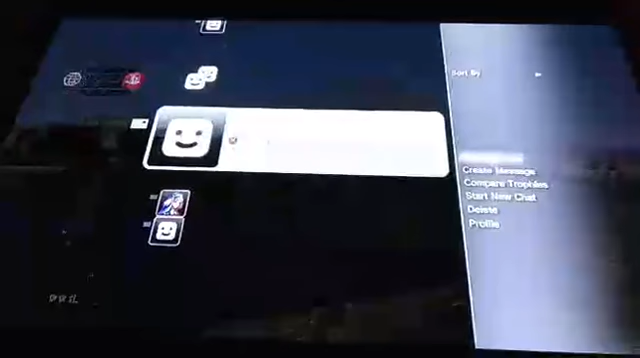 Sort By
Create Message
Compare Trophies
Start New Chat
Delete
Profile